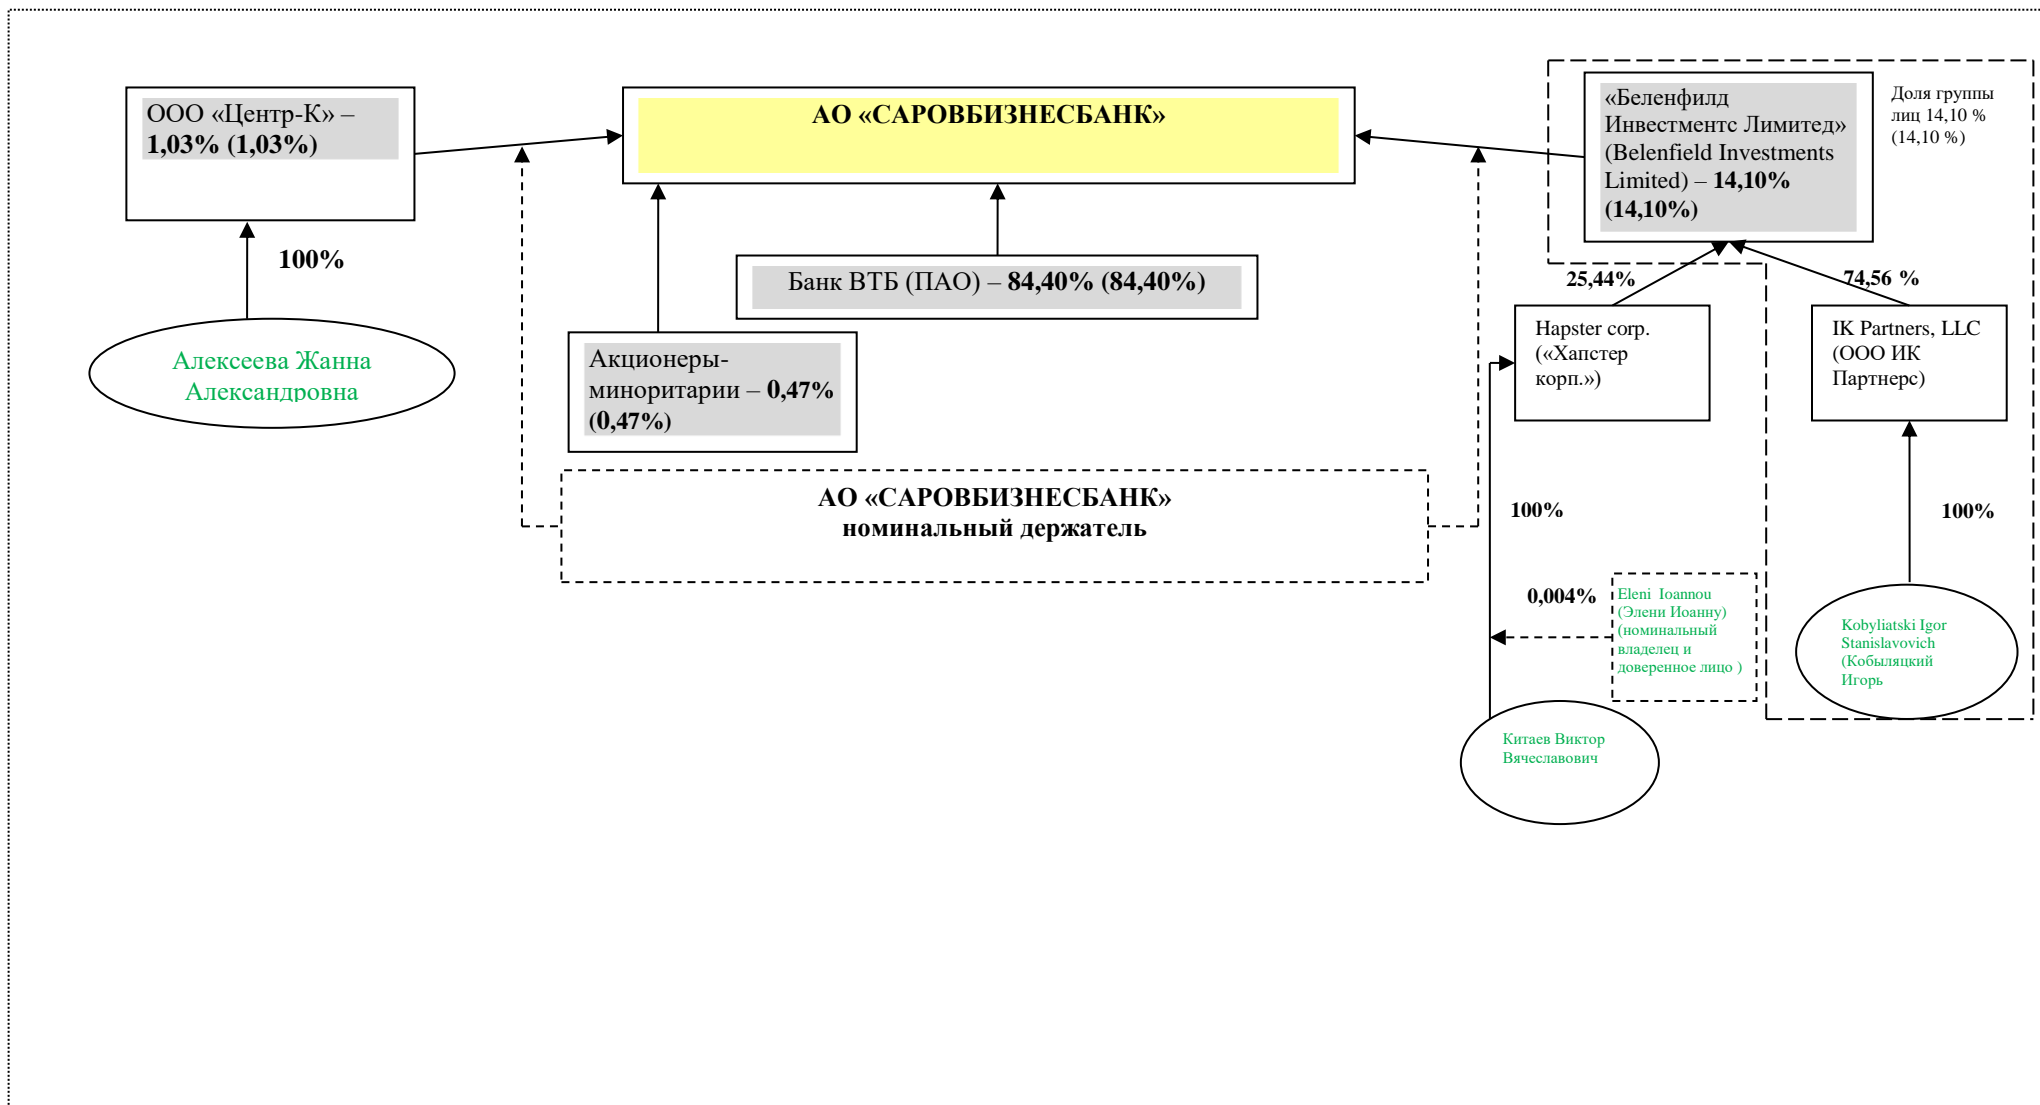 ООО «Центр-К» –
1,03% (1,03%)
АО «САРОВБИЗНЕСБАНК»
«Беленфилд
Инвестментс Лимитед»
(Belenfield Investments
Limited) – 14,10%
(14,10%)
Доля группы
лиц 14,10 %
(14,10 %)
100%
Банк ВТБ (ПАО) – 84,40% (84,40%)
25,44%
74,56 %
Алексеева Жанна
Александровна
Акционеры-
миноритарии – 0,47%
(0,47%)
Hapster corp.
(«Хапстер
корп.»)
IK Partners, LLC
(ООО ИК
Партнерс)
АО «САРОВБИЗНЕСБАНК»
номинальный держатель
100%
100%
0,004%
Eleni Ioannou
(Элени Иоанну)
(номинальный
владелец и
доверенное лицо )
Kobyliatski Igor
Stanislavovich
(Кобыляцкий
Игорь
Китаев Виктор
Вячеславович